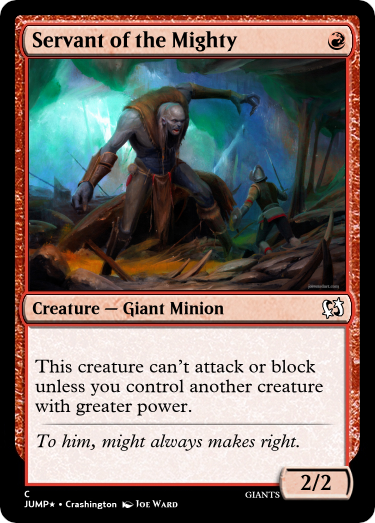 Servant of the Mighty
Creature — Giant Minion
This creature can't attack or block
unless you control another creature
with greater power.
To him, might always makes right.
2/2
C
GIANTS
JUMP★ • Crashington Joe Ward